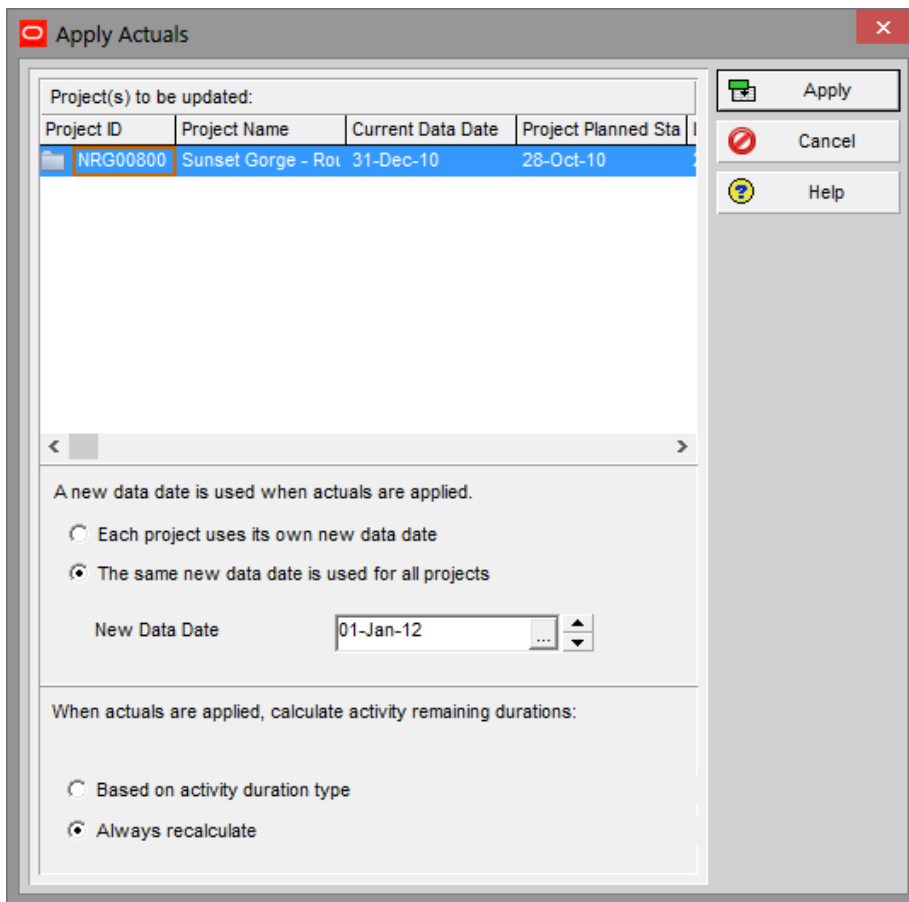 Apply Actuals
Project(s) to be updated:
Project ID Project Name Current Data Date Project Planned Sta
NRG00800 Sunset Gorge - Rou 31-Dec-10 28-Oct-10
Apply
Cancel
Help
A new data date is used when actuals are applied.
Each project uses its own new data date
The same new data date is used for all projects
New Data Date 01-Jan-12 ...
When actuals are applied, calculate activity remaining durations:
Based on activity duration type
Always recalculate